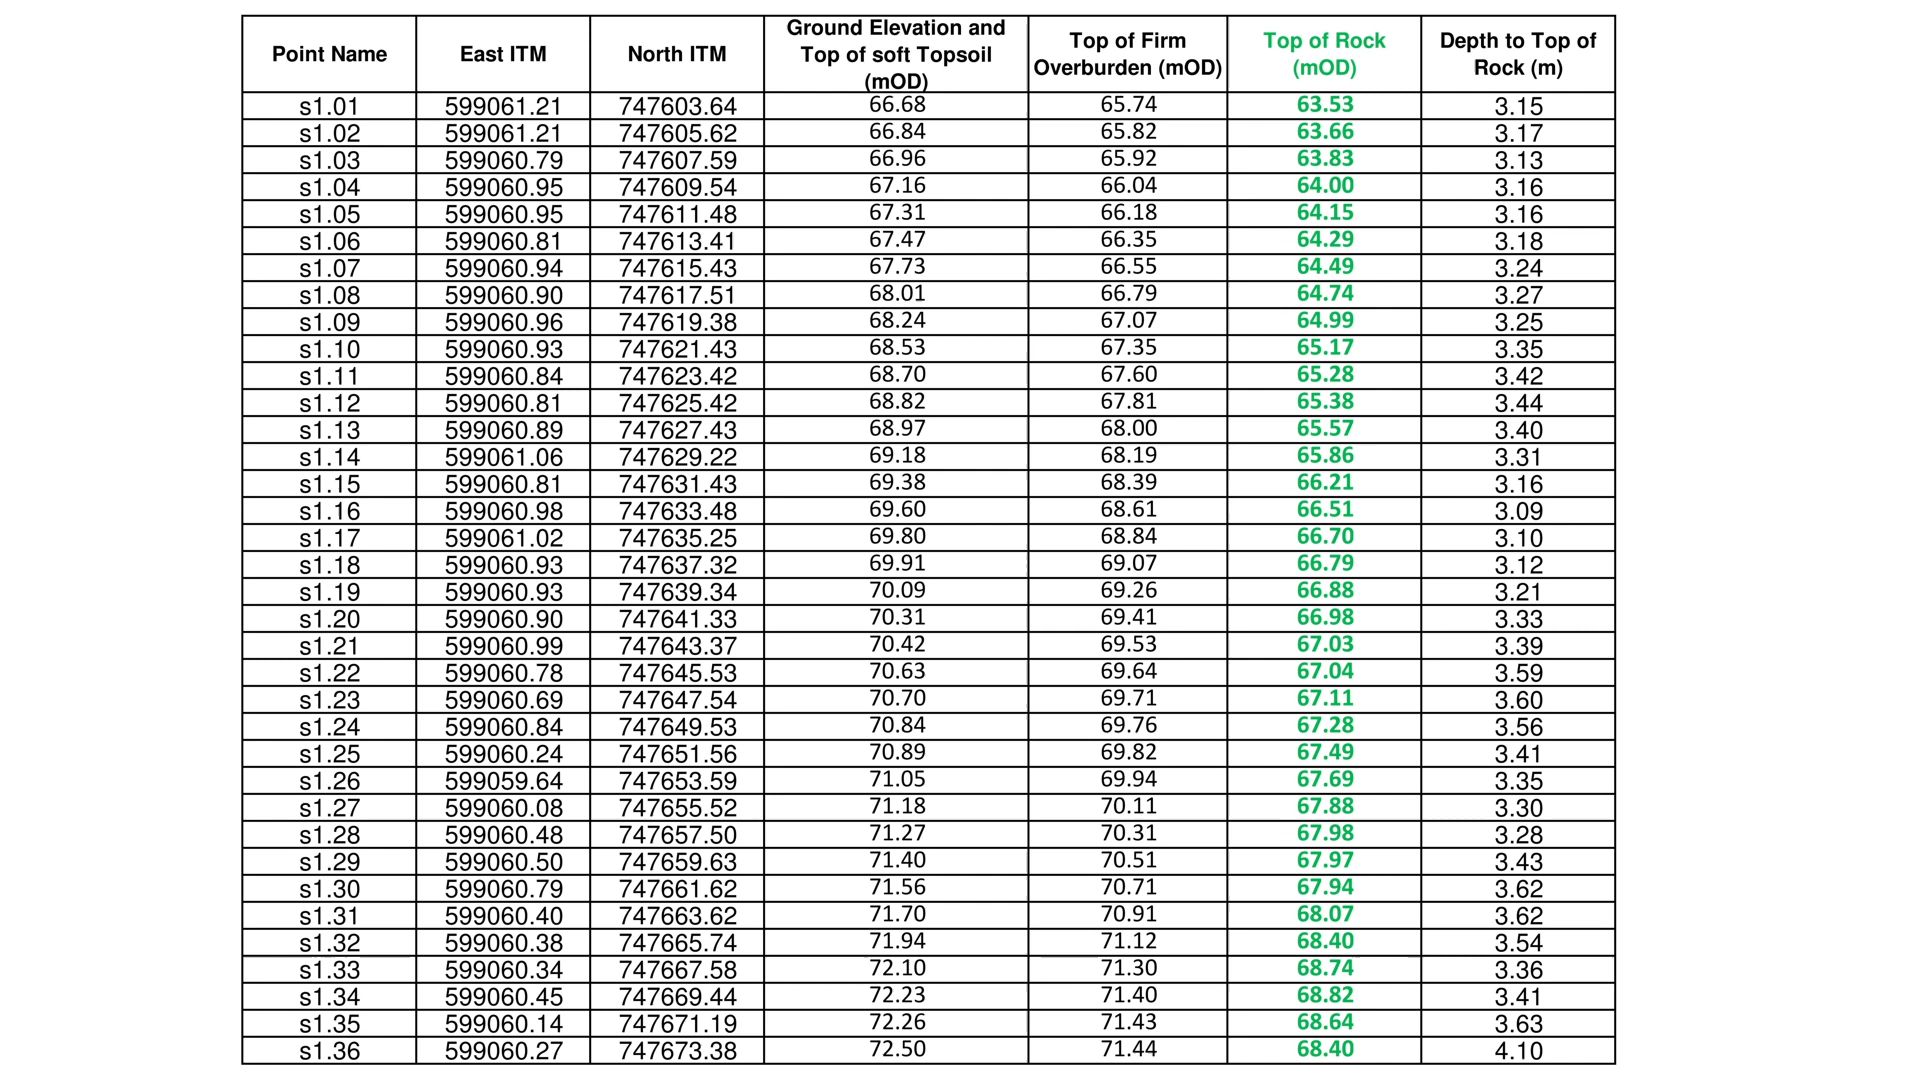 Point Name East ITM North ITM Ground Elevation and Top of soft Topsoil (mOD) Top of Firm Overburden (mOD) Top of Rock (mOD) Depth to Top of Rock (m)
s1.01 599061.21 747603.64 66.68 65.74 63.53 3.15
s1.02 599061.21 747605.62 66.84 65.82 63.66 3.17
s1.03 599060.79 747607.59 66.96 65.92 63.83 3.13
s1.04 599060.95 747609.54 67.16 66.04 64.00 3.16
s1.05 599060.95 747611.48 67.31 66.18 64.15 3.16
s1.06 599060.81 747613.41 67.47 66.35 64.29 3.18
s1.07 599060.94 747615.43 67.73 66.55 64.49 3.24
s1.08 599060.90 747617.51 68.01 66.79 64.74 3.27
s1.09 599060.96 747619.38 68.24 67.07 64.99 3.25
s1.10 599060.93 747621.43 68.53 67.35 65.17 3.35
s1.11 599060.84 747623.42 68.70 67.60 65.28 3.42
s1.12 599060.81 747625.42 68.82 67.81 65.38 3.44
s1.13 599060.89 747627.43 68.97 68.00 65.57 3.40
s1.14 599061.06 747629.22 69.18 68.19 65.86 3.31
s1.15 599060.81 747631.43 69.38 68.39 66.21 3.16
s1.16 599060.98 747633.48 69.60 68.61 66.51 3.09
s1.17 599061.02 747635.25 69.80 68.84 66.70 3.10
s1.18 599060.93 747637.32 69.91 69.07 66.79 3.12
s1.19 599060.93 747639.34 70.09 69.26 66.88 3.21
s1.20 599060.90 747641.33 70.31 69.41 66.98 3.33
s1.21 599060.99 747643.37 70.42 69.53 67.03 3.39
s1.22 599060.78 747645.53 70.63 69.64 67.04 3.59
s1.23 599060.69 747647.54 70.70 69.71 67.11 3.60
s1.24 599060.84 747649.53 70.84 69.76 67.28 3.56
s1.25 599060.24 747651.56 70.89 69.82 67.49 3.41
s1.26 599059.64 747653.59 71.05 69.94 67.69 3.35
s1.27 599060.08 747655.52 71.18 70.11 67.88 3.30
s1.28 599060.48 747657.50 71.27 70.31 67.98 3.28
s1.29 599060.50 747659.63 71.40 70.51 67.97 3.43
s1.30 599060.79 747661.62 71.56 70.71 67.94 3.62
s1.31 599060.40 747663.62 71.70 70.91 68.07 3.62
s1.32 599060.38 747665.74 71.94 71.12 68.40 3.54
s1.33 599060.34 747667.58 72.10 71.30 68.74 3.36
s1.34 599060.45 747669.44 72.23 71.40 68.82 3.41
s1.35 599060.14 747671.19 72.26 71.43 68.64 3.63
s1.36 599060.27 747673.38 72.50 71.44 68.40 4.10